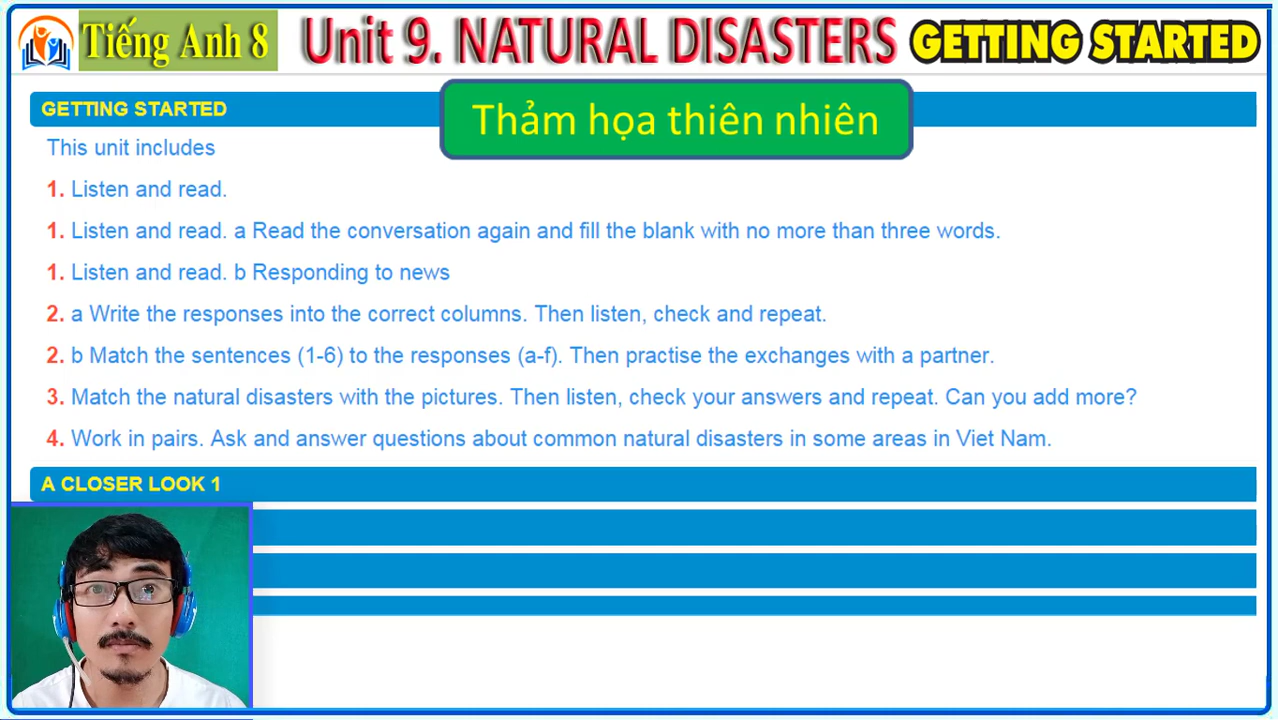 Tiếng Anh 8
Unit 9. NATURAL DISASTERS
GETTING STARTED
GETTING STARTED
Thảm họa thiên nhiên
This unit includes
1. Listen and read.
1. Listen and read. a Read the conversation again and fill the blank with no more than three words.
1. Listen and read. b Responding to news
2. a Write the responses into the correct columns. Then listen, check and repeat.
2. b Match the sentences (1-6) to the responses (a-f). Then practise the exchanges with a partner.
3. Match the natural disasters with the pictures. Then listen, check your answers and repeat. Can you add more?
4. Work in pairs. Ask and answer questions about common natural disasters in some areas in Viet Nam.
A CLOSER LOOK 1